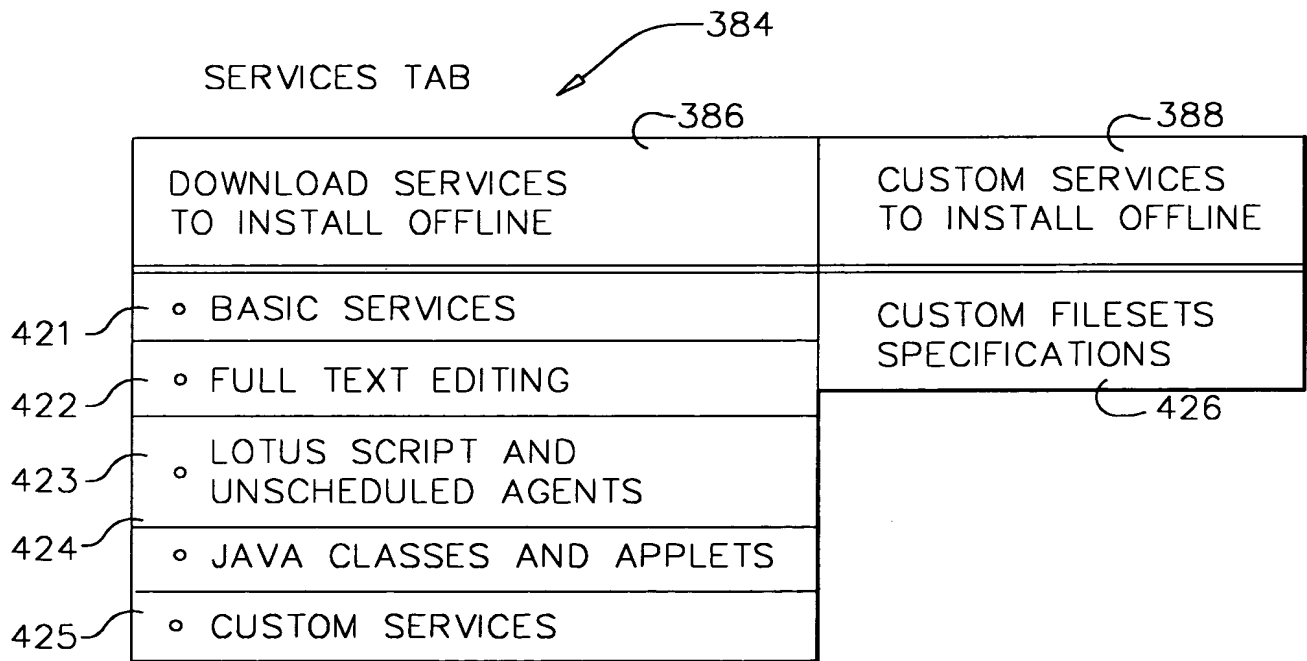 384
SERVICES TAB
386
388
DOWNLOAD SERVICES
TO INSTALL OFFLINE
CUSTOM SERVICES
TO INSTALL OFFLINE
421
BASIC SERVICES
CUSTOM FILESETS
SPECIFICATIONS
426
422
FULL TEXT EDITING
423
LOTUS SCRIPT AND
UNSCHEDULED AGENTS
424
JAVA CLASSES AND APPLETS
425
CUSTOM SERVICES